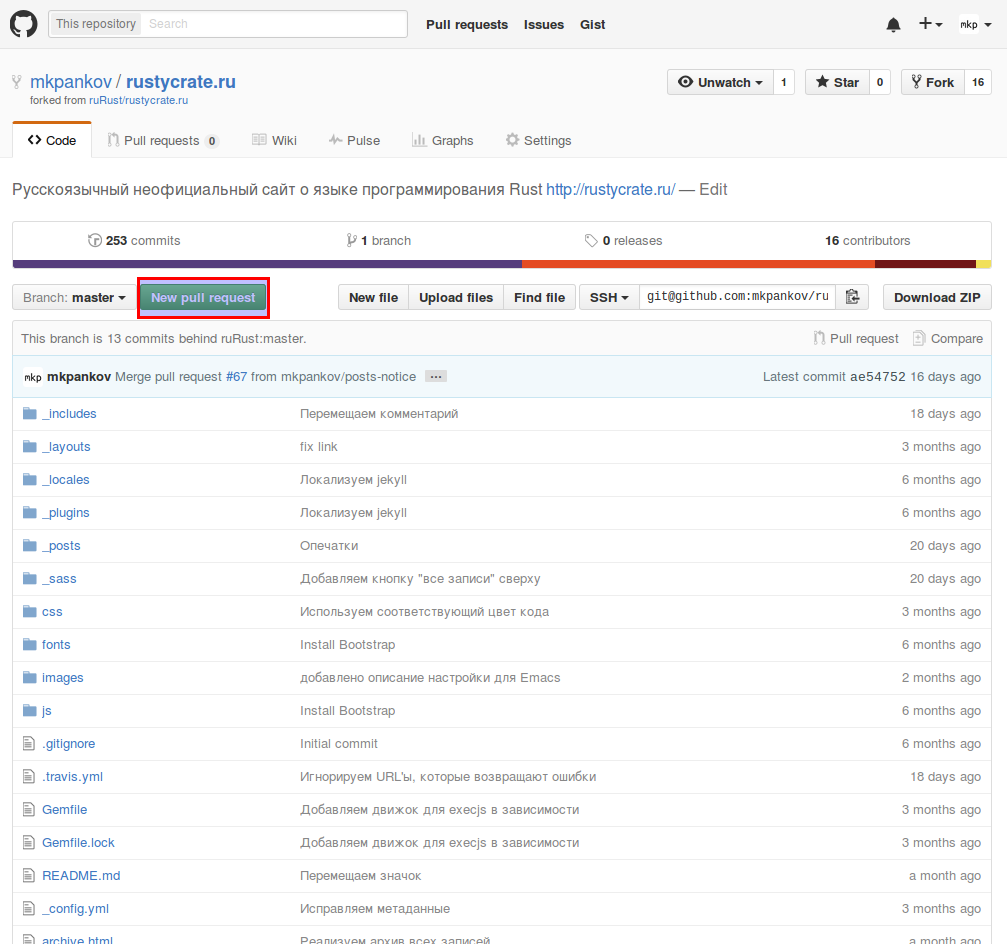 This repository Search Pull requests Issues Gist mkp
mkpankov / rustycrate.ru Unwatch 1 Star 0 Fork 16
forked from ruRust/rustycrate.ru
Code Pull requests 0 Wiki Pulse Graphs Settings
Русскоязычный неофициальный сайт о языке программирования Rust http://rustycrate.ru/ — Edit
253 commits 1 branch 0 releases 16 contributors
Branch: master New pull request New file Upload files Find file SSH git@github.com:mkpankov/ru Download ZIP
This branch is 13 commits behind ruRust:master. Pull request Compare
mkp mkpankov Merge pull request #67 from mkpankov/posts-notice ... Latest commit ae54752 16 days ago
_includes Перемещаем комментарий 18 days ago
_layouts fix link 3 months ago
_locales Локализуем jekyll 6 months ago
_plugins Локализуем jekyll 6 months ago
_posts Опечатки 20 days ago
_sass Добавляем кнопку "все записи" сверху 20 days ago
css Используем соответствующий цвет кода 3 months ago
fonts Install Bootstrap 6 months ago
images добавлено описание настройки для Emacs 2 months ago
js Install Bootstrap 6 months ago
.gitignore Initial commit 6 months ago
.travis.yml Игнорируем URL'ы, которые возвращают ошибки 18 days ago
Gemfile Добавляем движок для execjs в зависимости 3 months ago
Gemfile.lock Добавляем движок для execjs в зависимости 3 months ago
README.md Перемещаем значок a month ago
_config.yml Исправляем метаданные 3 months ago
archive.html Реализуем архив всех записей a month ago